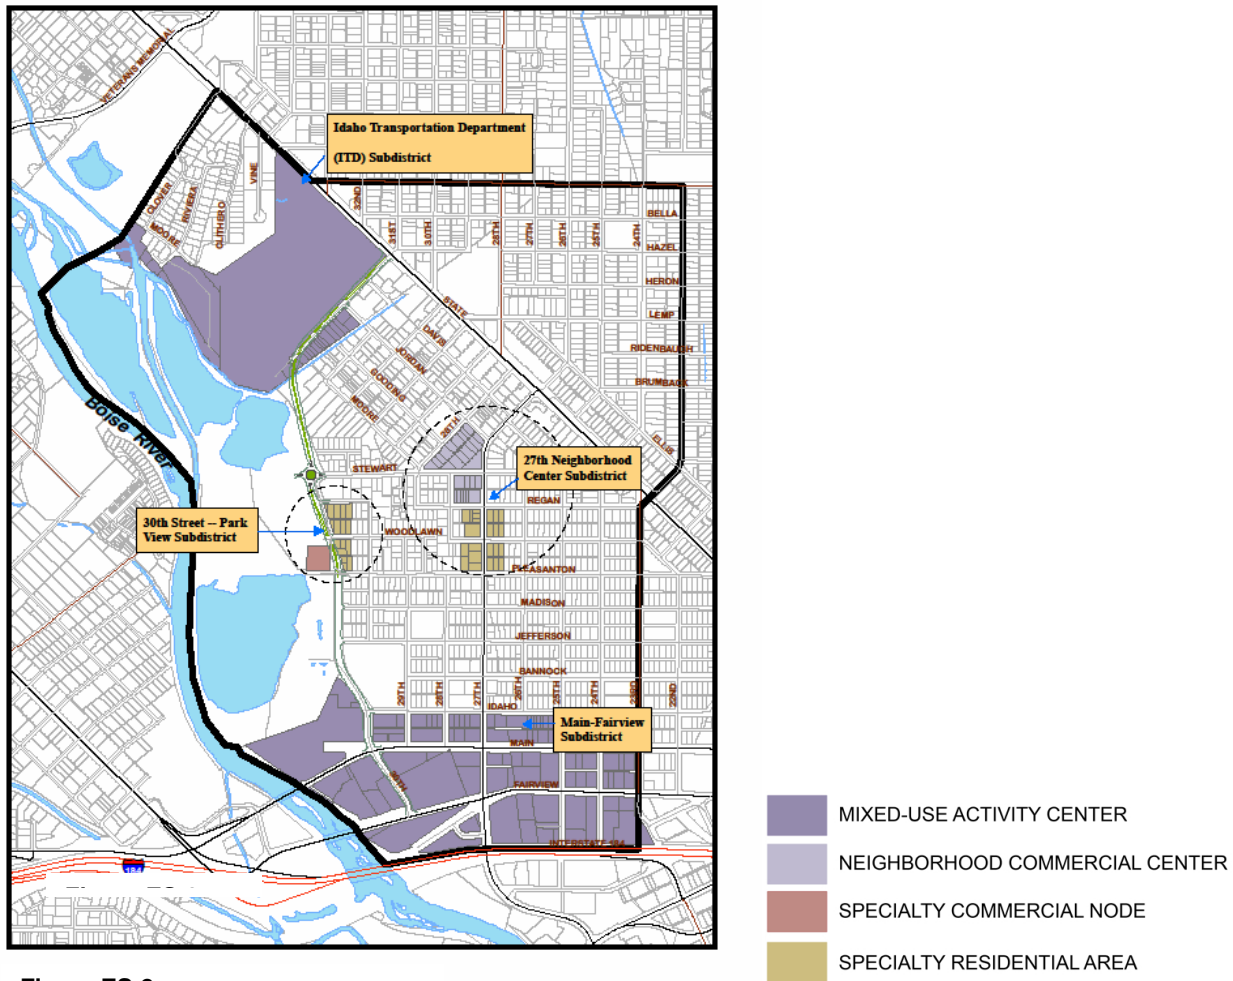 VETERANS MEMORIAL
Idaho Transportation Department
(ITD) Subdistrict
VINE
CLOVER
RIVIERA
CLITHERO
MOORE
32ND
31ST
30TH
28TH
27TH
26TH
25TH
24TH
BELLA
HAZEL
HERON
LEMP
RIDENBAUGH
BRUMBACK
STATE
DAVIS
JORDAN
GOODING
MOORE
ELLIS
Boise River
28TH
STEWART
27th Neighborhood
Center Subdistrict
REGAN
30th Street -- Park
View Subdistrict
WOODLAWN
PLEASANTON
MADISON
JEFFERSON
BANNOCK
29TH
28TH
27TH
26TH
25TH
24TH
23RD
22ND
IDAHO
Main-Fairview
Subdistrict
MAIN
30TH
FAIRVIEW
INTERSTATE 184
184
MIXED-USE ACTIVITY CENTER
NEIGHBORHOOD COMMERCIAL CENTER
SPECIALTY COMMERCIAL NODE
SPECIALTY RESIDENTIAL AREA